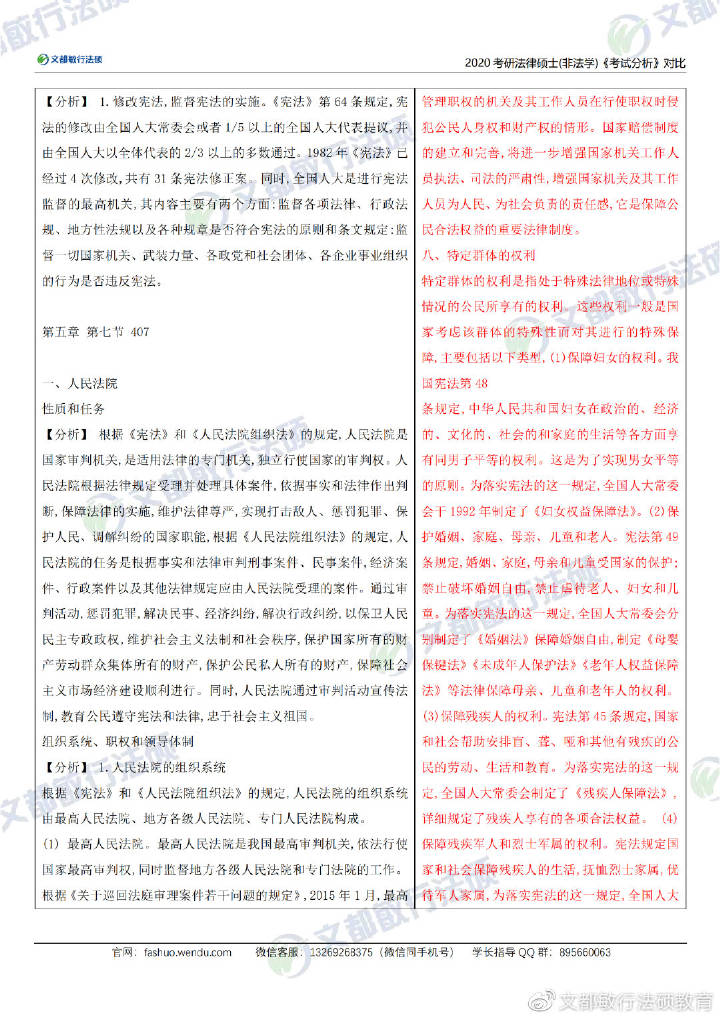 文都敏行法硕
2020 考研法律硕士(非法学)《考试分析》对比
【分析】 1.修改宪法,监督宪法的实施。《宪法》第 64 条规定,宪
法的修改由全国人大常委会或者 1/5 以上的全国人大代表提议,并
由全国人大以全体代表的 2/3 以上的多数通过。1982 年《宪法》已
经过 4 次修改,共有 31 条宪法修正案。同时,全国人大是进行宪法
监督的最高机关,其内容主要有两个方面:监督各项法律、行政法
规、地方性法规以及各种规章是否符合宪法的原则和条文规定;监
督一切国家机关、武装力量、各政党和社会团体、各企业事业组织
的行为是否违反宪法。
第五章 第七节 407
一、人民法院
性质和任务
【分析】 根据《宪法》和《人民法院组织法》的规定,人民法院是
国家审判机关,是适用法律的专门机关,独立行使国家的审判权。人
民法院根据法律规定受理并处理具体案件,依据事实和法律作出判
断,保障法律的实施,维护法律尊严,实现打击敌人、惩罚犯罪、保
护人民、调解纠纷的国家职能,根据《人民法院组织法》的规定,人
民法院的任务是根据事实和法律审判刑事案件、民事案件,经济案
件、行政案件以及其他法律规定应由人民法院受理的案件。通过审
判活动,惩罚犯罪,解决民事、经济纠纷,解决行政纠纷,以保卫人民
民主专政政权,维护社会主义法制和社会秩序,保护国家所有的财
产劳动群众集体所有的财产,保护公民私人所有的财产,保障社会
主义市场经济建设顺利进行。同时,人民法院通过审判活动宣传法
制,教育公民遵守宪法和法律,忠于社会主义祖国。
组织系统、职权和领导体制
【分析】 1.人民法院的组织系统
根据《宪法》和《人民法院组织法》的规定,人民法院的组织系统
由最高人民法院、地方各级人民法院、专门人民法院构成。
(1) 最高人民法院。最高人民法院是我国最高审判机关,依法行使
国家最高审判权,同时监督地方各级人民法院和专门法院的工作。
根据《关于巡回法庭审理案件若干问题的规定》,2015 年 1 月,最高
管理职权的机关及其工作人员在行使职权时侵
犯公民人身权和财产权的情形。国家赔偿制度
的建立和完善,将进一步增强国家机关工作人
员执法、司法的严肃性,增强国家机关及其工作
人员为人民、为社会负责的责任感,它是保障公
民合法权益的重要法律制度。
八、特定群体的权利
特定群体的权利是指处于特殊法律地位或特殊
情况的公民所享有的权利。这些权利一般是国
家考虑该群体的特殊性而对其进行的特殊保
障,主要包括以下类型,(1)保障妇女的权利。我
国宪法第 48
条规定,中华人民共和国妇女在政治的、经济
的、文化的、社会的和家庭的生活等各方面享
有同男子平等的权利。这是为了实现男女平等
的原则。为落实宪法的这一规定,全国人大常委
会于 1992 年制定了《妇女权益保障法》。(2)保
护婚姻、家庭、母亲、儿童和老人。宪法第 49
条规定,婚姻、家庭,母亲和儿童受国家的保护;
禁止破坏婚姻自由,禁止虐待老人、妇女和儿
童。为落实宪法的这一规定,全国人大常委会分
别制定了《婚姻法》保障婚姻自由,制定《母婴
保健法》《未成年人保护法》《老年人权益保障
法》等法律保障母亲、儿童和老年人的权利。
(3)保障残疾人的权利。宪法第 45 条规定,国家
和社会帮助安排盲、聋、哑和其他有残疾的公
民的劳动、生活和教育。为落实宪法的这一规
定,全国人大常委会制定了《残疾人保障法》,
详细规定了残疾人享有的各项合法权益。 (4)
保障残疾军人和烈士军属的权利。宪法规定国
家和社会保障残疾人的生活,抚恤烈士家属,优
待军人家属,为落实宪法的这一规定,全国人大
官网：fashuo.wendu.com 微信客服：13269268375（微信同手机号） 学长指导 QQ 群：895660063
@文都敏行法硕教育